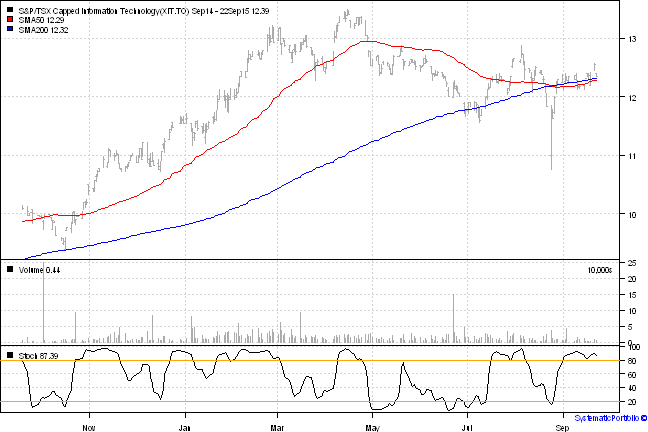 S&P/TSX Capped Information Technology(XIT.TO) Sep14 - 22Sep15 12.39
SMA50 12.29
SMA200 12.32
13
12
11
10
Volume 0.44
10,000s
25
20
15
10
5
0
Stoch 87.39
100
80
60
40
20
Nov Jan Mar May Jul Sep
SystematicPortfolio ©